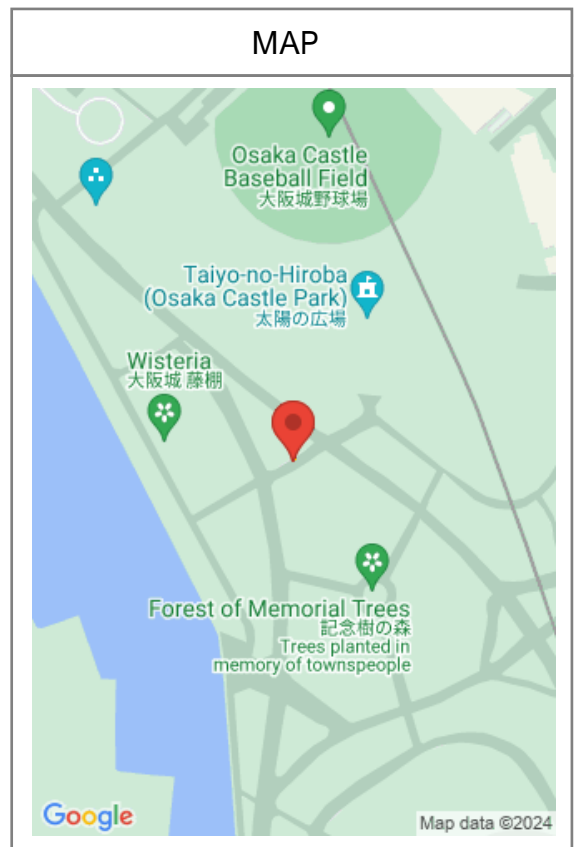 MAP
Osaka Castle
Baseball Field
大阪城野球場
Taiyo-no-Hiroba
(Osaka Castle Park)
太陽の広場
Wisteria
大阪城 藤棚
Forest of Memorial Trees
記念樹の森
Trees planted in
memory of townspeople
Google
Map data ©2024